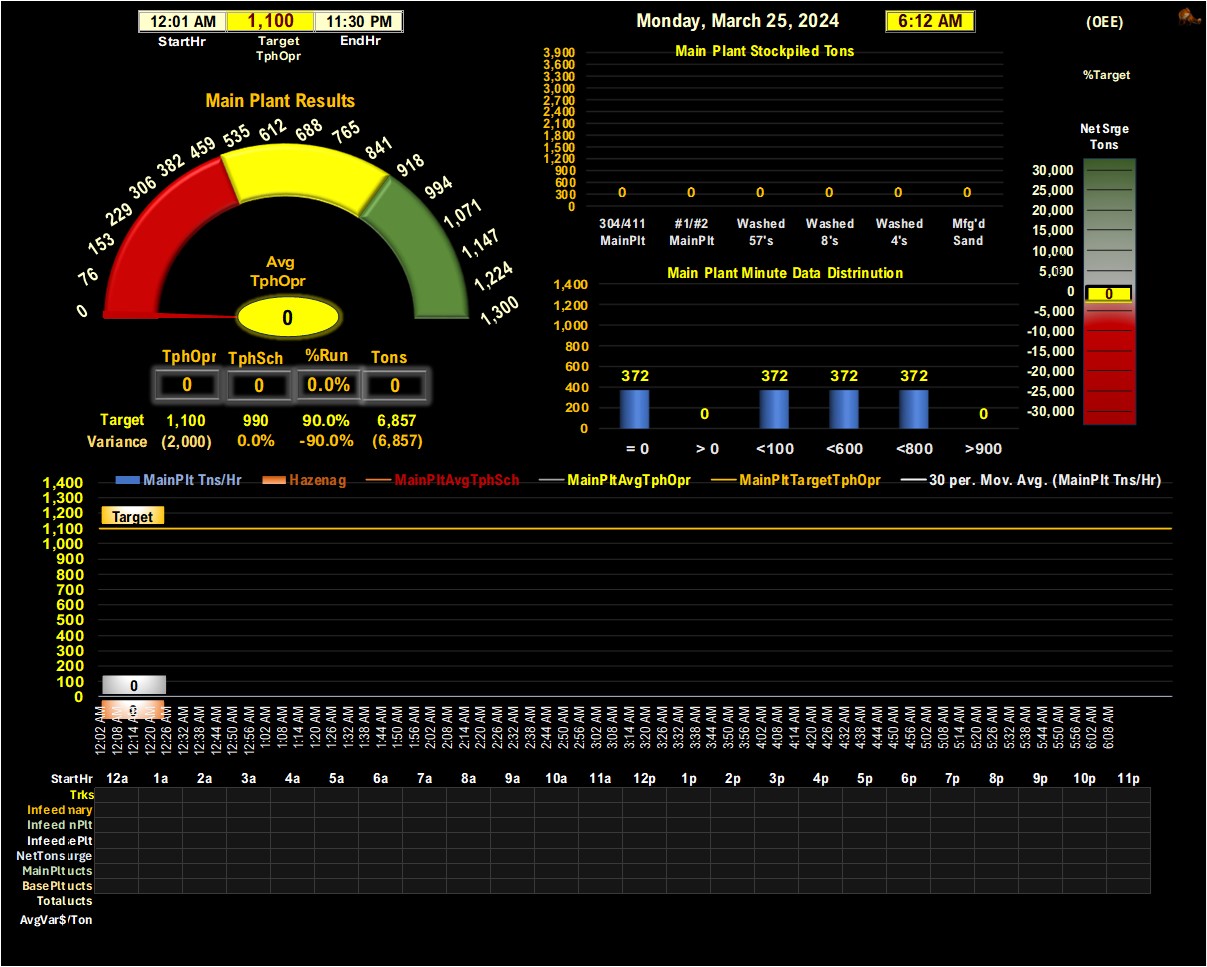 12:01 AM 1,100 11:30 PM
StartHr Target EndHr
TphOpr
Monday, March 25, 2024 6:12 AM (OEE)
%Target
Net Srge
Tons
Main Plant Results
0 76 153 229 306 382 459 535 612 688 765 841 918 994 1,071 1,147 1,224 1,300
Avg
TphOpr
0
TphOpr TphSch %Run Tons
0 0 0.0% 0
Target 1,100 990 90.0% 6,857
Variance (2,000) 0.0% -90.0% (6,857)
Main Plant Stockpiled Tons
3,900
3,600
3,300
3,000
2,700
2,400
2,100
1,800
1,500
1,200
900
600
300
0
0 0 0 0 0 0
304/411 #1/#2 Washed Washed Washed Mfg'd
MainPlt MainPlt 57's 8's 4's Sand
Main Plant Minute Data Distrinution
1,400
1,200
1,000
800
600
400
200
0
372 0 372 372 372 0
= 0 > 0 <100 <600 <800 >900
30,000
25,000
20,000
15,000
10,000
5,000
0
-5,000
-10,000
-15,000
-20,000
-25,000
-30,000
0
MainPlt Tns/Hr Hazenag MainPltAvgTphSch MainPltAvgTphOpr MainPltTargetTphOpr 30 per. Mov. Avg. (MainPlt Tns/Hr)
1,400
1,300
1,200
1,100
1,000
900
800
700
600
500
400
300
200
100
0
Target
0
0
12:02 AM 12:08 AM 12:14 AM 12:20 AM 12:26 AM 12:32 AM 12:38 AM 12:44 AM 12:50 AM 12:56 AM 1:02 AM 1:08 AM 1:14 AM 1:20 AM 1:26 AM 1:32 AM 1:38 AM 1:44 AM 1:50 AM 1:56 AM 2:02 AM 2:08 AM 2:14 AM 2:20 AM 2:26 AM 2:32 AM 2:38 AM 2:44 AM 2:50 AM 2:56 AM 3:02 AM 3:08 AM 3:14 AM 3:20 AM 3:26 AM 3:32 AM 3:38 AM 3:44 AM 3:50 AM 3:56 AM 4:02 AM 4:08 AM 4:14 AM 4:20 AM 4:26 AM 4:32 AM 4:38 AM 4:44 AM 4:50 AM 4:56 AM 5:02 AM 5:08 AM 5:14 AM 5:20 AM 5:26 AM 5:32 AM 5:38 AM 5:44 AM 5:50 AM 5:56 AM 6:02 AM 6:08 AM
StartHr 12a 1a 2a 3a 4a 5a 6a 7a 8a 9a 10a 11a 12p 1p 2p 3p 4p 5p 6p 7p 8p 9p 10p 11p
Trks
Infeed nary
Infeed nPlt
Infeed ePlt
NetTons urge
MainPlt ucts
BasePlt ucts
Total ucts
AvgVar$/Ton